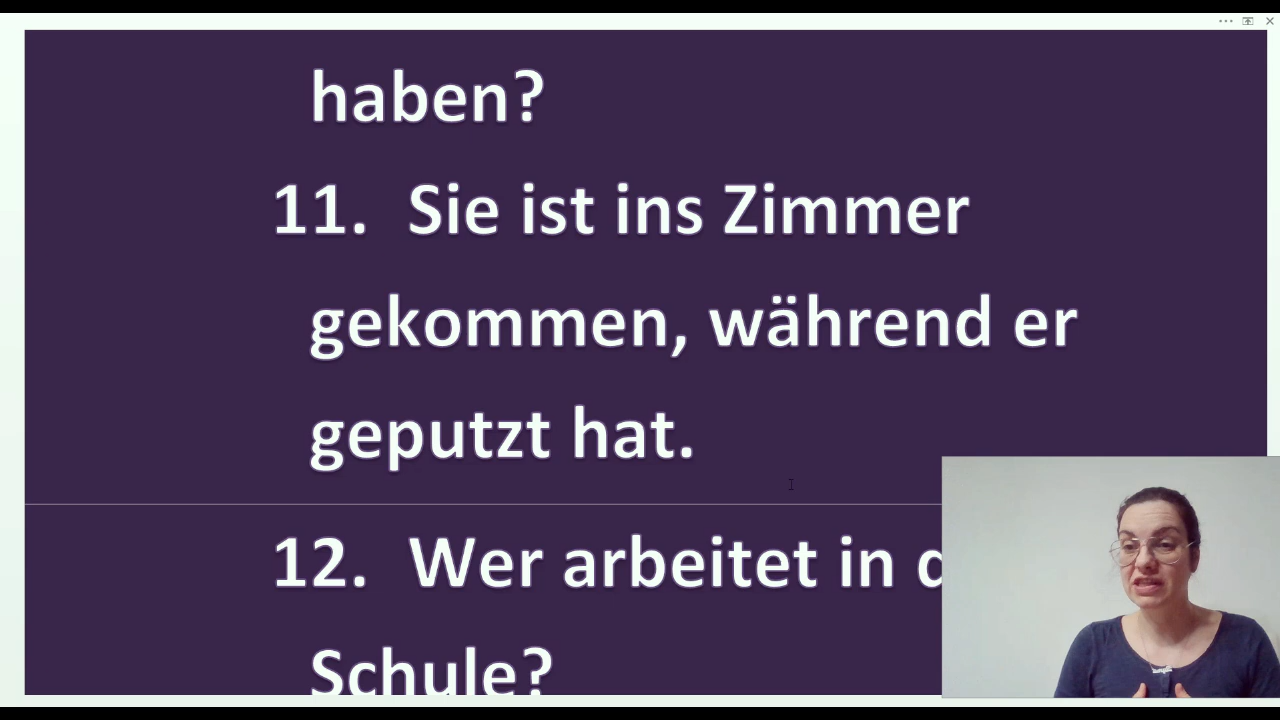 haben?
11. Sie ist ins Zimmer
gekommen, während er
geputzt hat.
12. Wer arbeitet in
Schule?